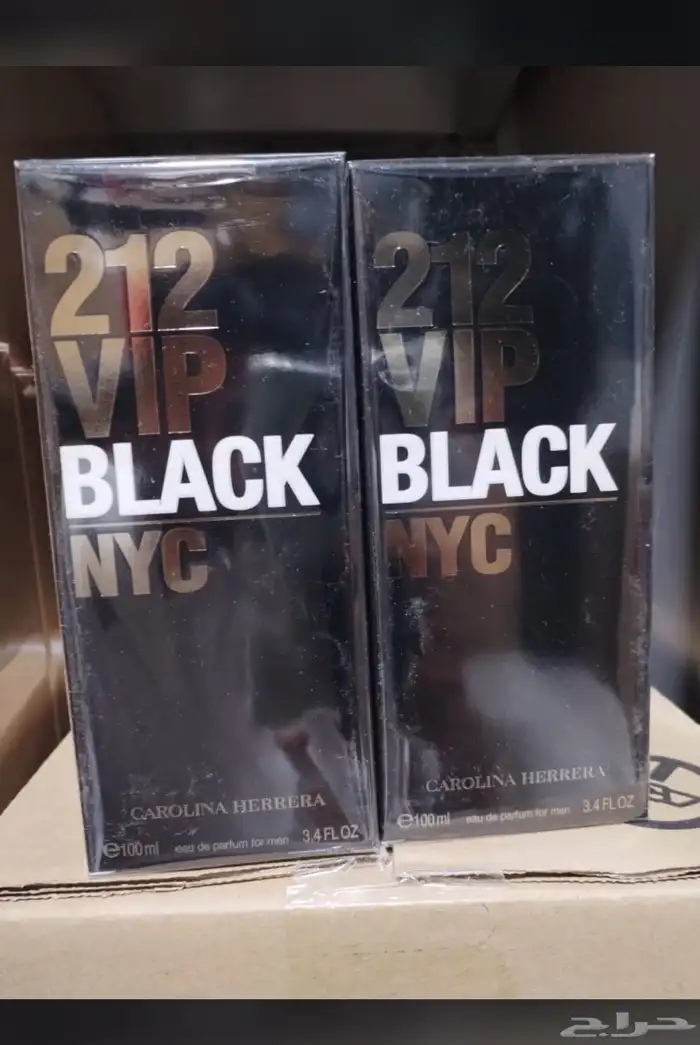 212
VIP
BLACK
NYC
CAROLINA HERRERA
℮100ml eau de parfum for men 3.4 FL OZ
212
VIP
BLACK
NYC
CAROLINA HERRERA
℮100ml eau de parfum for men 3.4 FL OZ
حراج